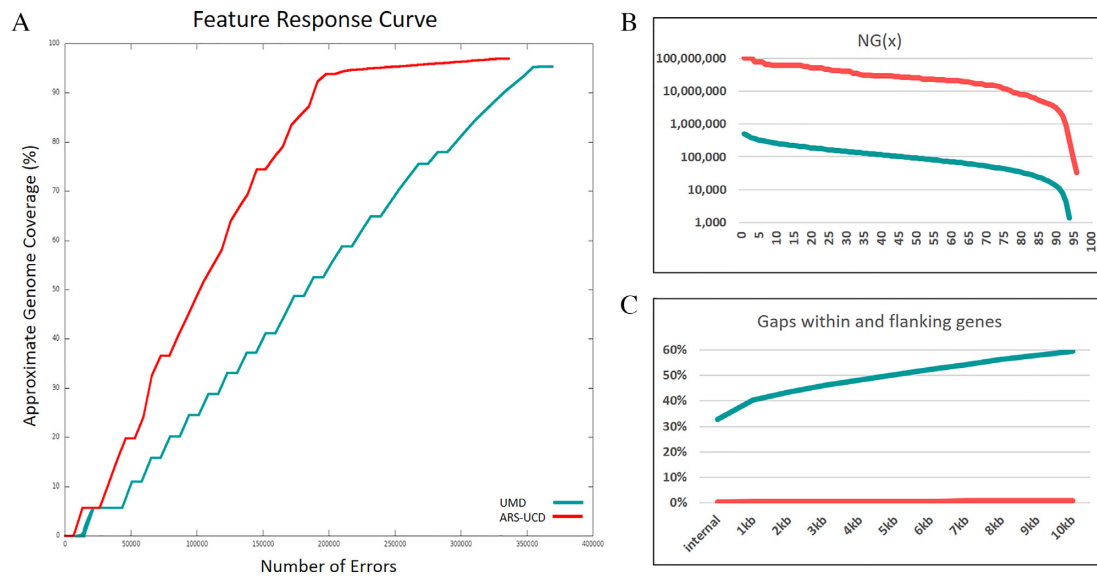 A
Feature Response Curve
Approximate Genome Coverage (%)
100
90
80
70
60
50
40
30
20
10
0
0 50000 100000 150000 200000 250000 300000 350000 400000
Number of Errors
UMD
ARS-UCD
B
NG(x)
100,000,000
10,000,000
1,000,000
100,000
10,000
1,000
0 5 10 15 20 25 30 35 40 45 50 55 60 65 70 75 80 85 90 95 100
C
Gaps within and flanking genes
60%
50%
40%
30%
20%
10%
0%
internal 1kb 2kb 3kb 4kb 5kb 6kb 7kb 8kb 9kb 10kb